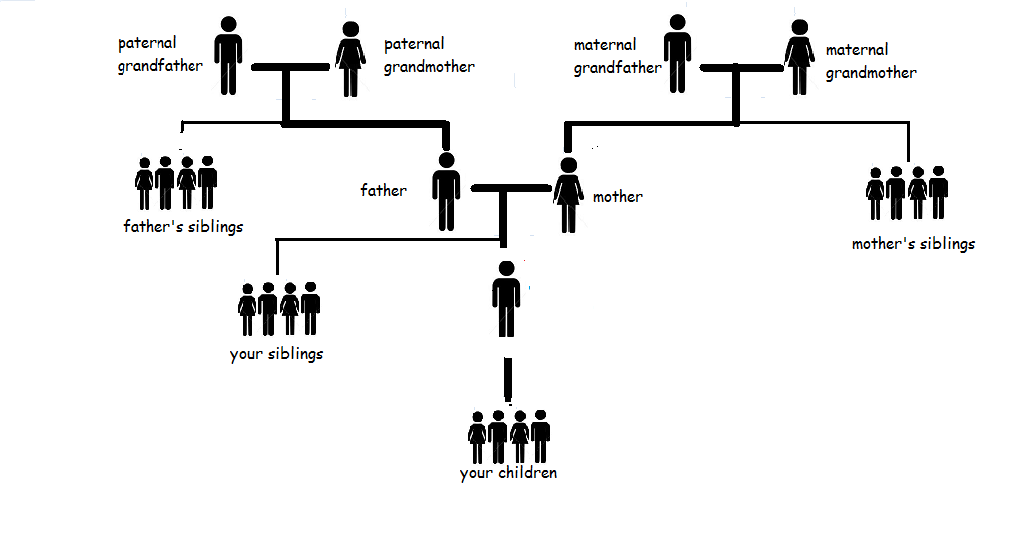 paternal
grandfather
paternal
grandmother
maternal
grandfather
maternal
grandmother
father
mother
father's siblings
mother's siblings
your siblings
your children